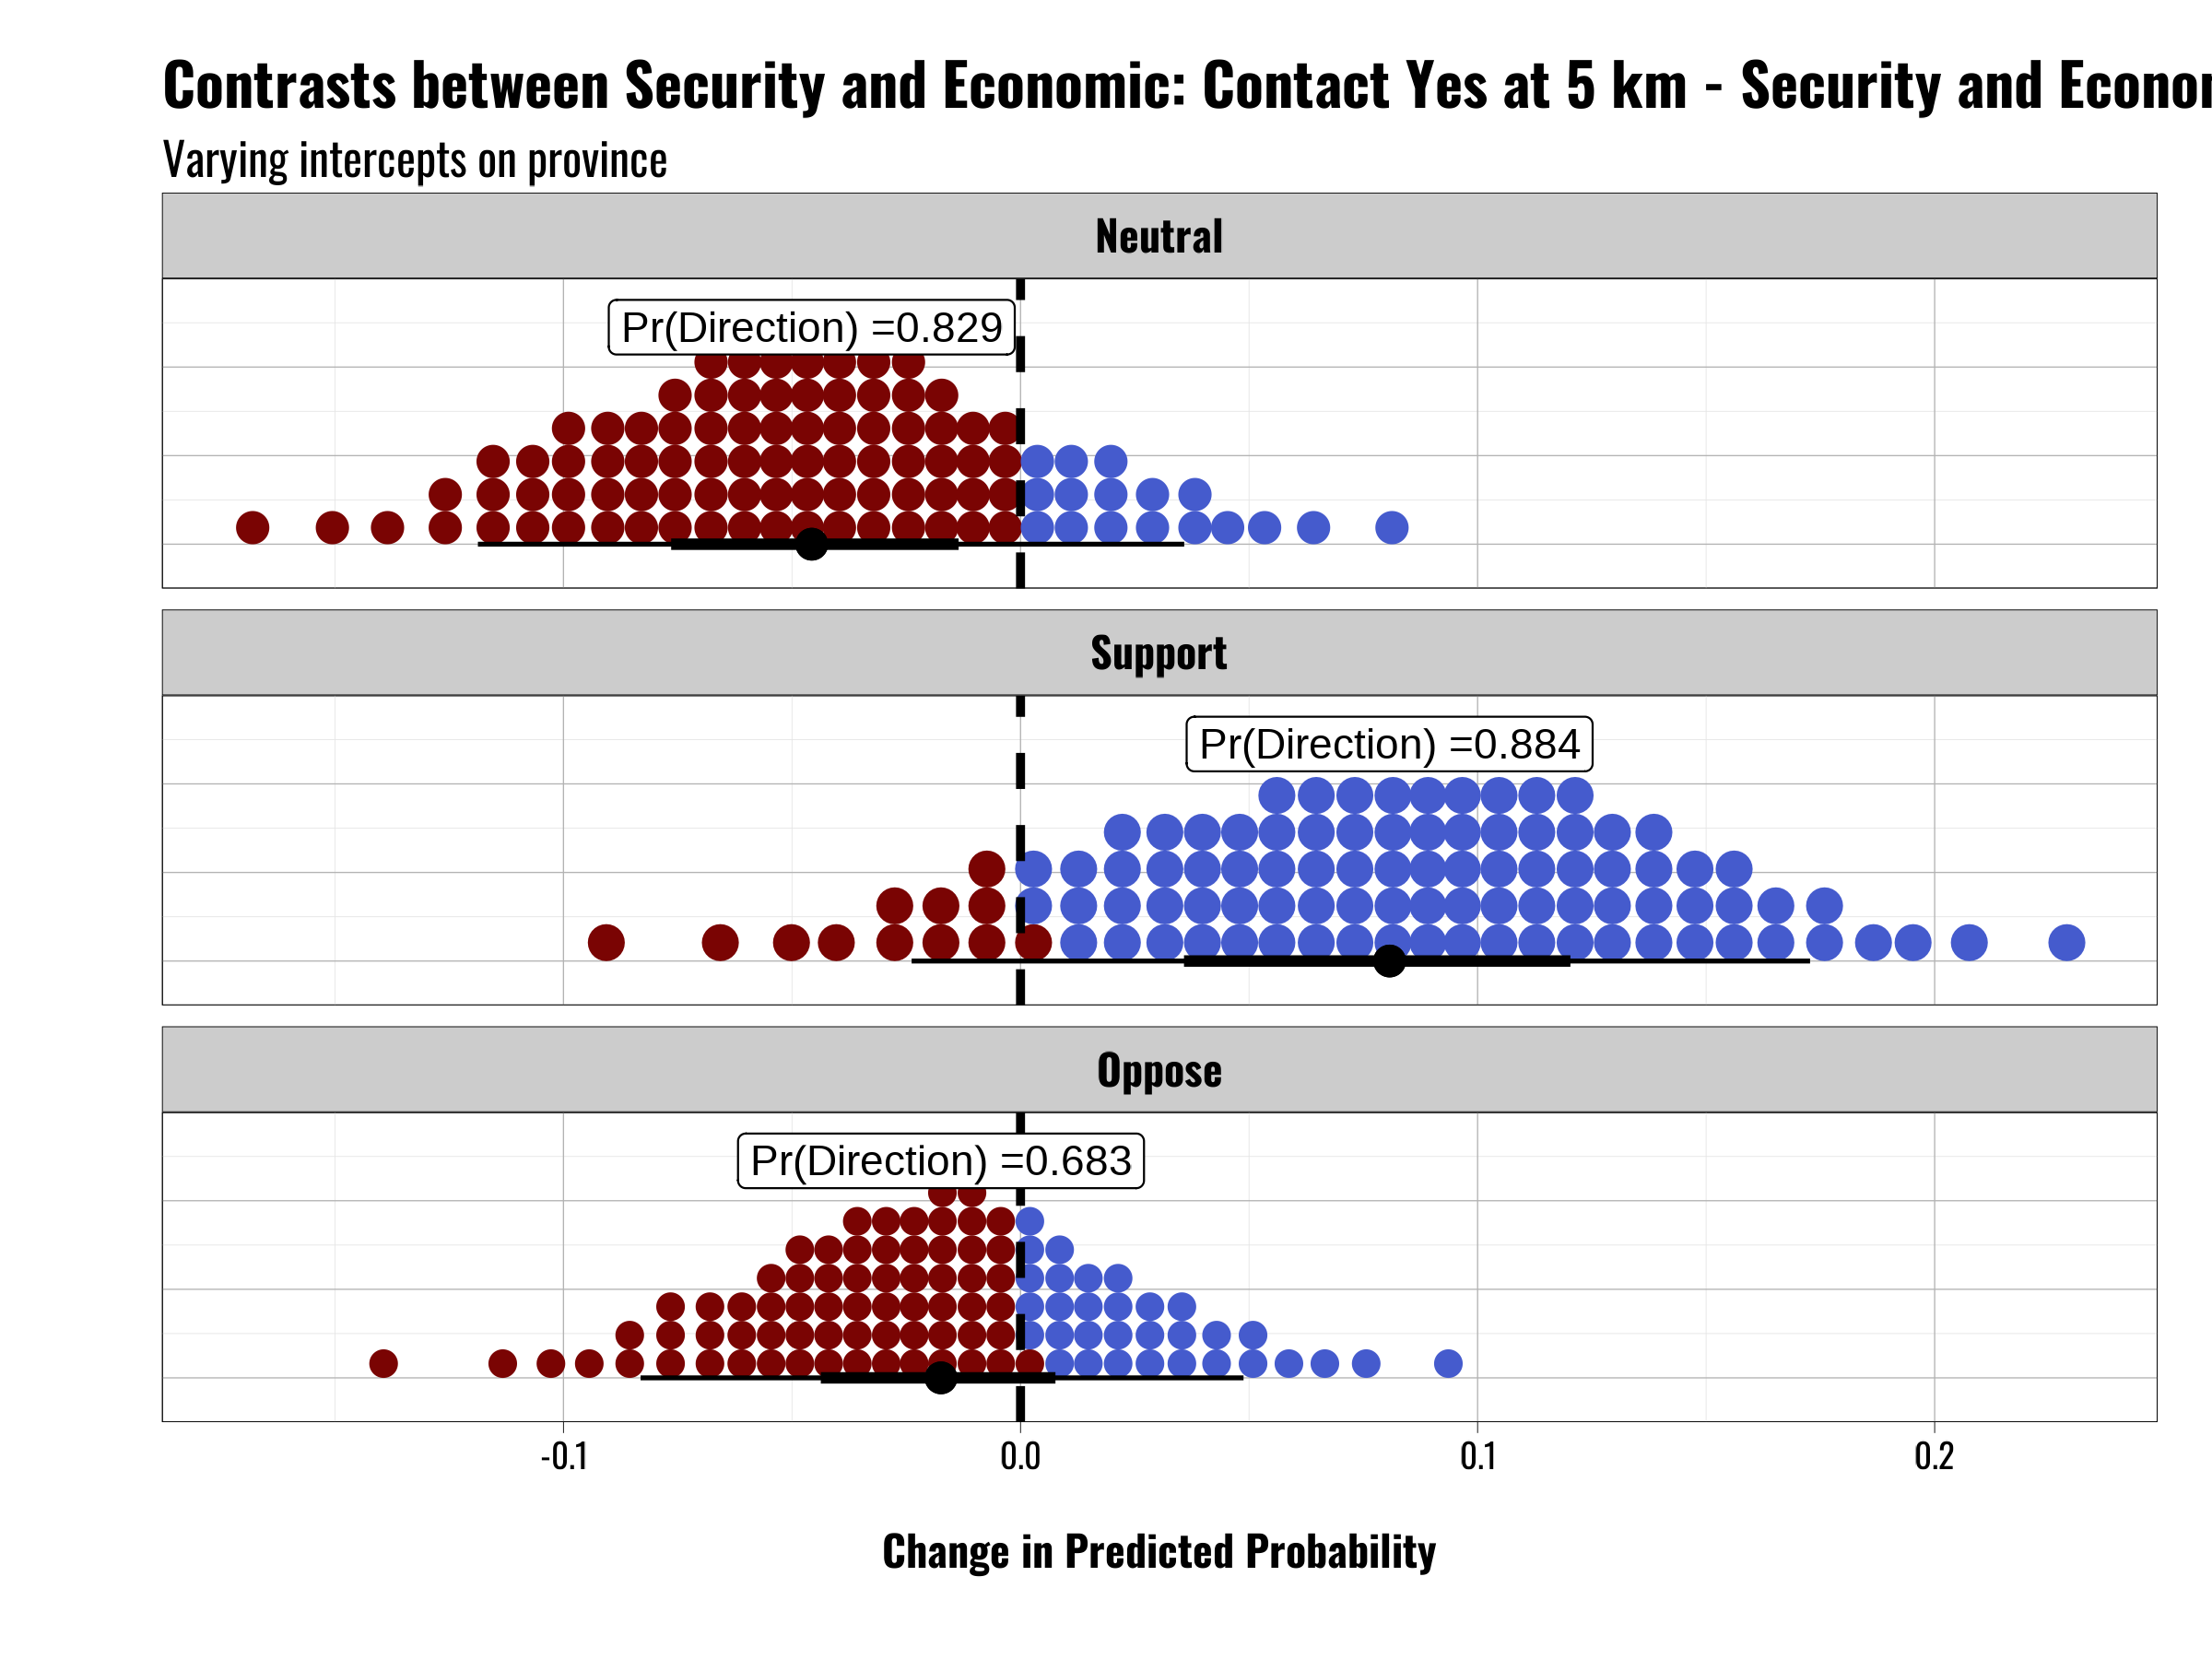 Contrasts between Security and Economic: Contact Yes at 5 km - Security and
Varying intercepts on province
Neutral
Pr(Direction) =0.829
Support
Pr(Direction) =0.884
Oppose
Pr(Direction) =0.683
-0.1 0.0 0.1 0.2
Change in Predicted Probability